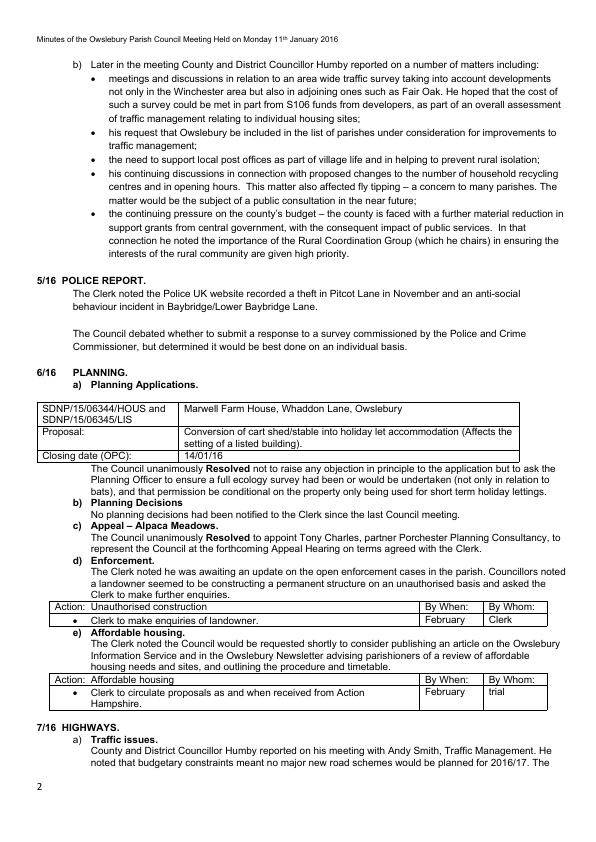 Minutes of the Owslebury Parish Council Meeting Held on Monday 11th January 2016
b) Later in the meeting County and District Councillor Humby reported on a number of matters including:
• meetings and discussions in relation to an area wide traffic survey taking into account developments
not only in the Winchester area but also in adjoining ones such as Fair Oak. He hoped that the cost of
such a survey could be met in part from S106 funds from developers, as part of an overall assessment
of traffic management relating to individual housing sites;
• his request that Owslebury be included in the list of parishes under consideration for improvements to
traffic management;
• the need to support local post offices as part of village life and in helping to prevent rural isolation;
• his continuing discussions in connection with proposed changes to the number of household recycling
centres and in opening hours. This matter also affected fly tipping – a concern to many parishes. The
matter would be the subject of a public consultation in the near future;
• the continuing pressure on the county's budget – the county is faced with a further material reduction in
support grants from central government, with the consequent impact of public services. In that
connection he noted the importance of the Rural Coordination Group (which he chairs) in ensuring the
interests of the rural community are given high priority.
5/16 POLICE REPORT.
The Clerk noted the Police UK website recorded a theft in Pitcot Lane in November and an anti-social
behaviour incident in Baybridge/Lower Baybridge Lane.
The Council debated whether to submit a response to a survey commissioned by the Police and Crime
Commissioner, but determined it would be best done on an individual basis.
6/16 PLANNING.
a) Planning Applications.
SDNP/15/06344/HOUS and Marwell Farm House, Whaddon Lane, Owslebury
SDNP/15/06345/LIS
Proposal: Conversion of cart shed/stable into holiday let accommodation (Affects the
setting of a listed building).
Closing date (OPC): 14/01/16
The Council unanimously Resolved not to raise any objection in principle to the application but to ask the
Planning Officer to ensure a full ecology survey had been or would be undertaken (not only in relation to
bats), and that permission be conditional on the property only being used for short term holiday lettings.
b) Planning Decisions
No planning decisions had been notified to the Clerk since the last Council meeting.
c) Appeal – Alpaca Meadows.
The Council unanimously Resolved to appoint Tony Charles, partner Porchester Planning Consultancy, to
represent the Council at the forthcoming Appeal Hearing on terms agreed with the Clerk.
d) Enforcement.
The Clerk noted he was awaiting an update on the open enforcement cases in the parish. Councillors noted
a landowner seemed to be constructing a permanent structure on an unauthorised basis and asked the
Clerk to make further enquiries.
Action: Unauthorised construction By When: By Whom:
• Clerk to make enquiries of landowner. February Clerk
e) Affordable housing.
The Clerk noted the Council would be requested shortly to consider publishing an article on the Owslebury
Information Service and in the Owslebury Newsletter advising parishioners of a review of affordable
housing needs and sites, and outlining the procedure and timetable.
Action: Affordable housing By When: By Whom:
• Clerk to circulate proposals as and when received from Action February trial
Hampshire.
7/16 HIGHWAYS.
a) Traffic issues.
County and District Councillor Humby reported on his meeting with Andy Smith, Traffic Management. He
noted that budgetary constraints meant no major new road schemes would be planned for 2016/17. The
2